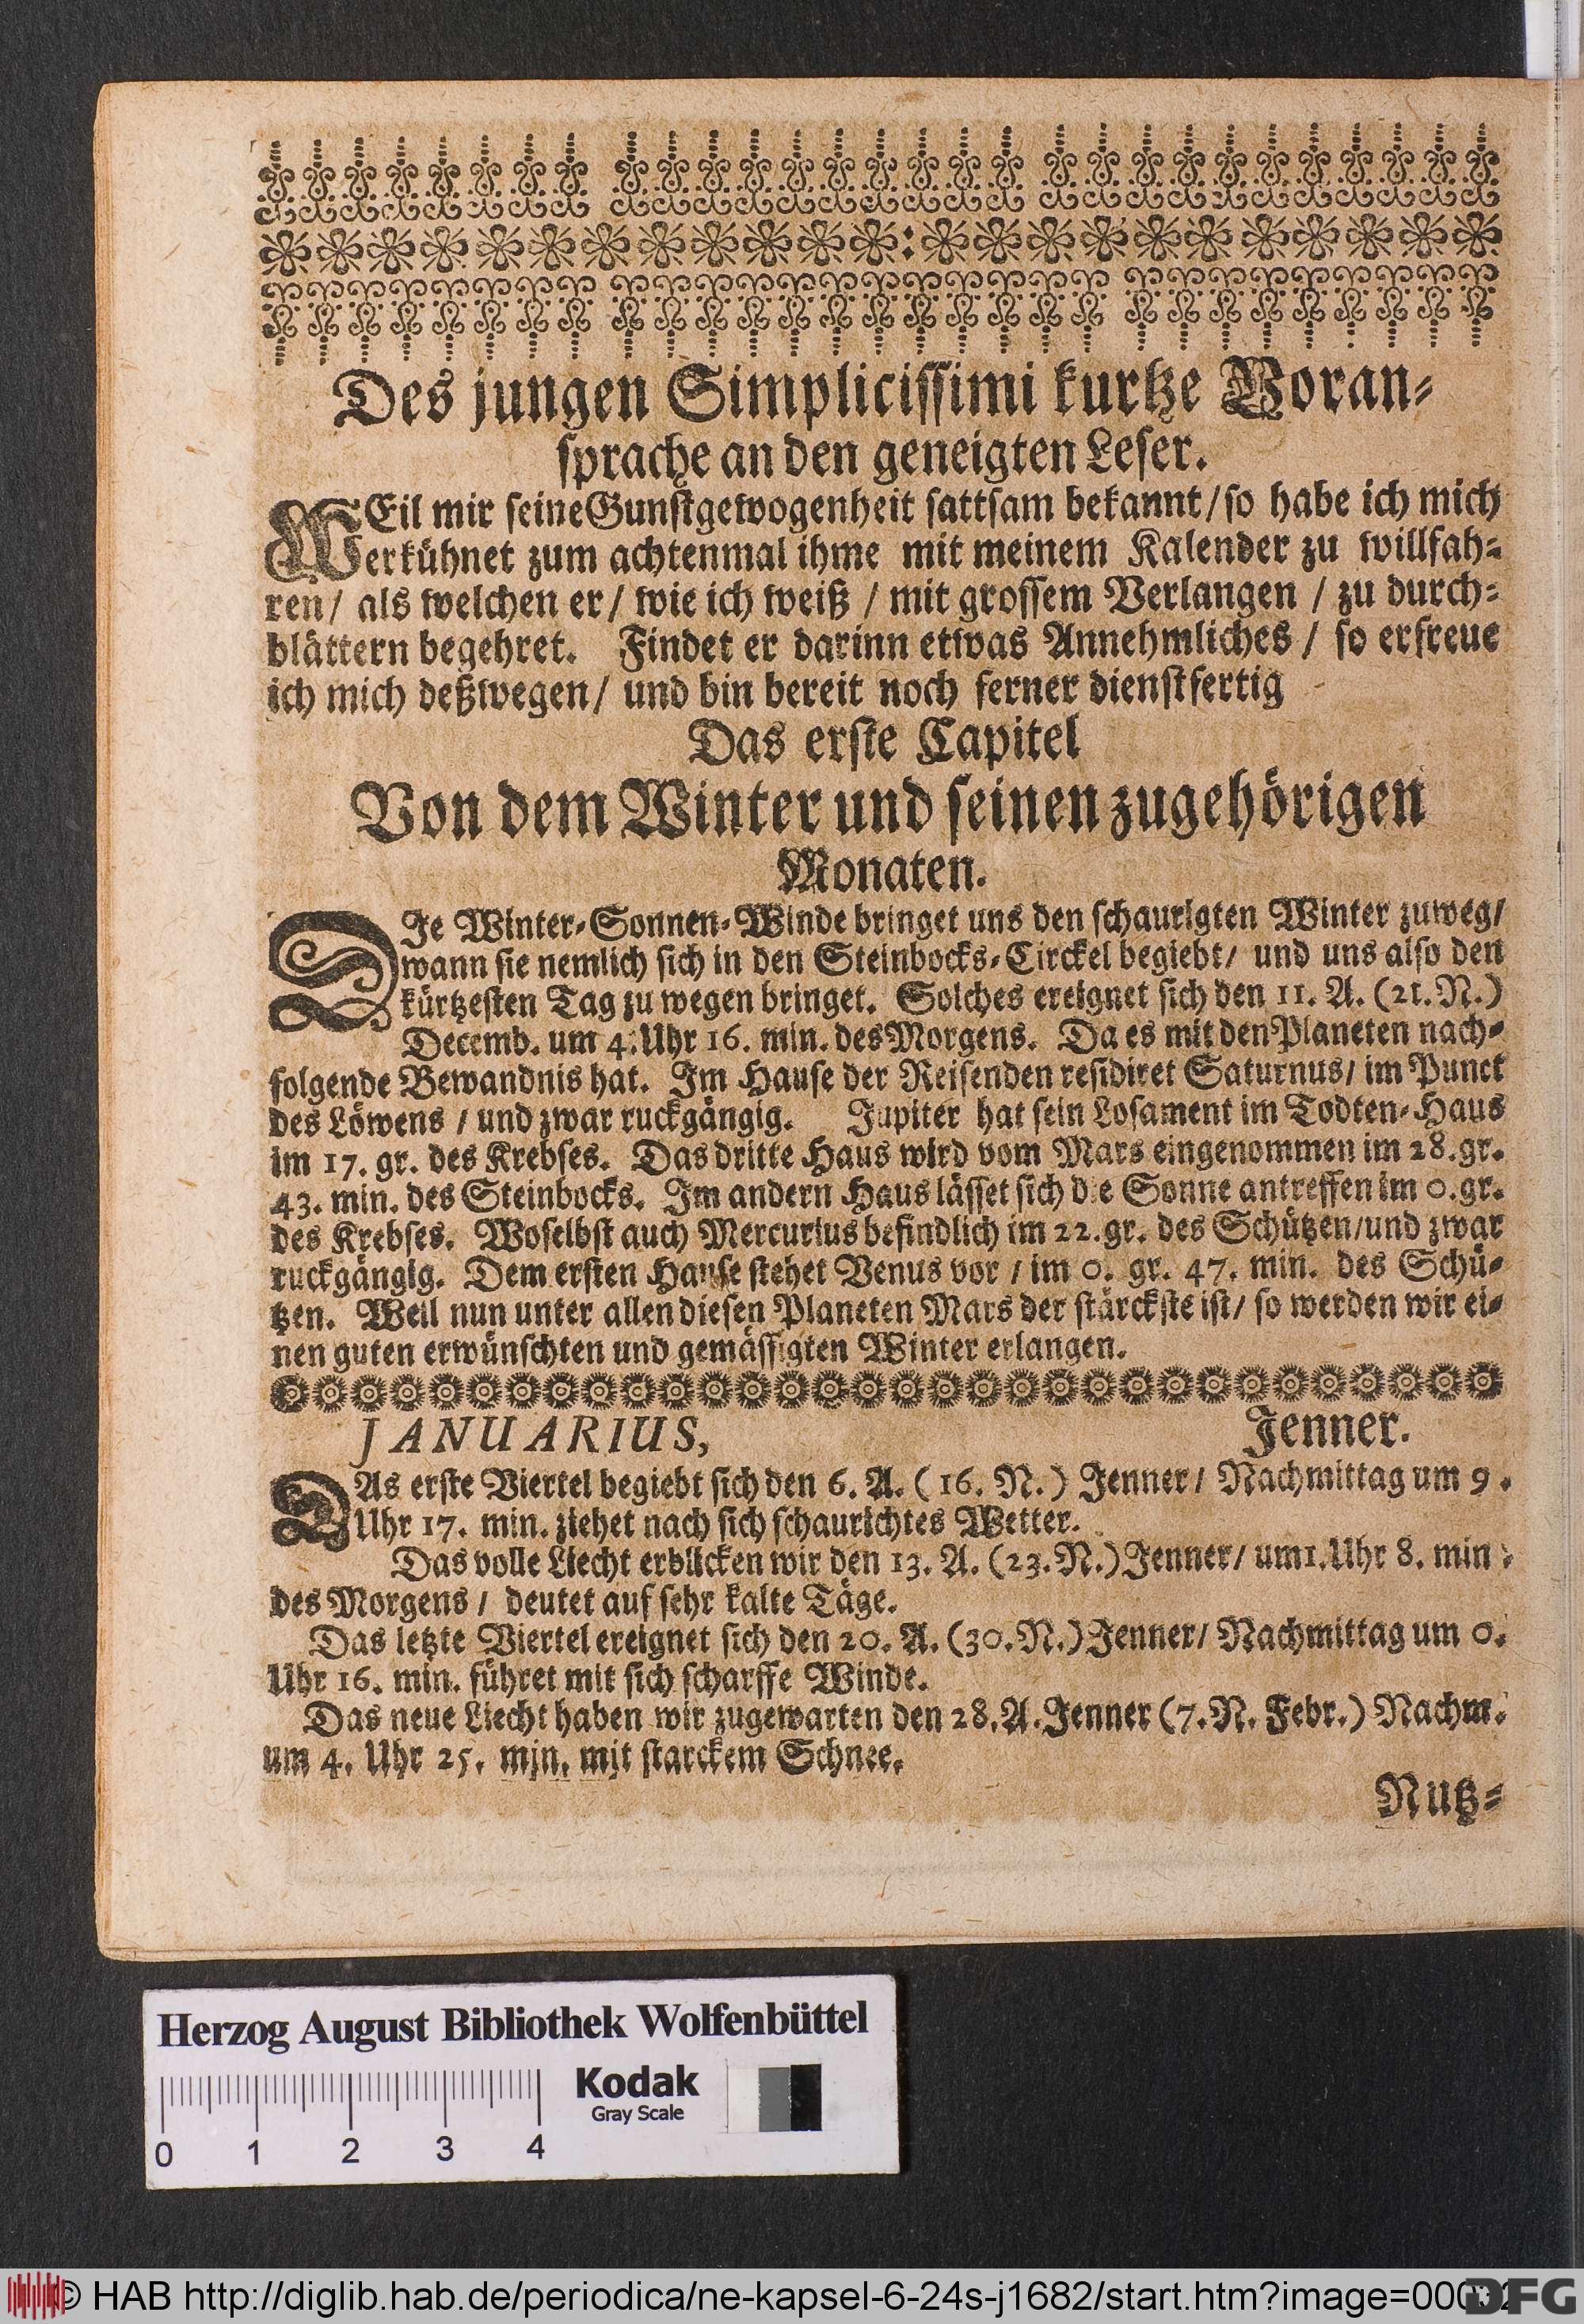 Des jungen Simplicissimi kurtze Voran-
sprache an den geneigten Leser.
WEil mir seine Gunstgewogenheit sattsam bekannt/ so habe ich mich
erkühnet zum achtenmal ihme mit meinem Kalender zu willfah-
ren/ als welchen er/ wie ich weiß / mit grossem Verlangen / zu durch-
blättern begehret. Findet er darinn etwas Annehmliches / so erfreue
ich mich deßwegen/ und bin bereit noch ferner dienstfertig
Das erste Capitel
Von dem Winter und seinen zugehörigen
Monaten.
DIe Winter-Sonnen-Winde bringet uns den schaurigten Winter zuweg/
wann sie nemlich sich in den Steinbocks-Circkel begiebt/ und uns also den
kürtzesten Tag zu wegen bringet. Solches ereignet sich den 11. A. (21. N.)
Decemb. um 4. Uhr 16. min. des Morgens. Da es mit den Planeten nach-
folgende Bewandnis hat. Im Hause der Reisenden residiret Saturnus/ im Punct
des Löwens / und zwar ruckgängig. Jupiter hat sein Losament im Todten-Haus
im 17. gr. des Krebses. Das dritte Haus wird vom Mars eingenommen im 28. gr.
43. min. des Steinbocks. Im andern Haus lässet sich die Sonne antreffen im 0. gr.
des Krebses. Woselbst auch Mercurius befindlich im 22. gr. des Schützen/ und zwar
ruckgängig. Dem ersten Hause stehet Venus vor / im 0. gr. 47. min. des Schü-
tzen. Weil nun unter allen diesen Planeten Mars der stärckste ist/ so werden wir ei-
nen guten erwünschten und gemässigten Winter erlangen.
JANUARIUS, Jenner.
DAs erste Viertel begiebt sich den 6. A. (16. N.) Jenner/ Nachmittag um 9.
Uhr 17. min. ziehet nach sich schaurichtes Wetter.
Das volle Liecht erblicken wir den 13. A. (23. N.) Jenner/ um 1. Uhr 8. min.
des Morgens / deutet auf sehr kalte Täge.
Das letzte Viertel ereignet sich den 20. A. (30. N.) Jenner/ Nachmittag um 0.
Uhr 16. min. führet mit sich scharffe Winde.
Das neue Liecht haben wir zugewarten den 28. A. Jenner (7. N. Febr.) Nachm.
um 4. Uhr 25. min. mit starckem Schnee.
Nutz-
Herzog August Bibliothek Wolfenbüttel
Kodak
Gray Scale
0 1 2 3 4
© HAB http://diglib.hab.de/periodica/ne-kapsel-6-24s-j1682/start.htm?image=00032
DFG